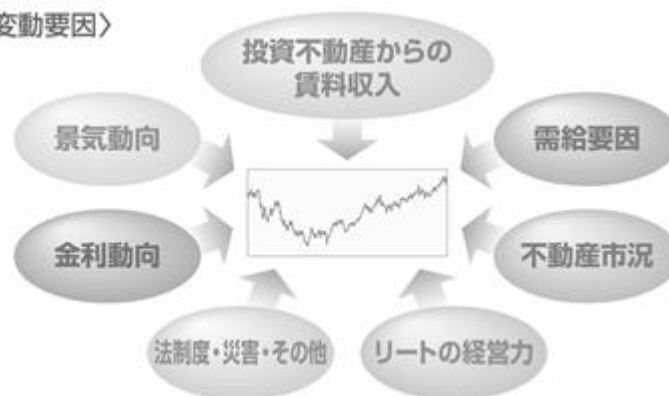 変動要因〉
投資不動産からの
賃料収入
景気動向
需給要因
金利動向
不動産市況
法制度・災害・その他
リートの経営力